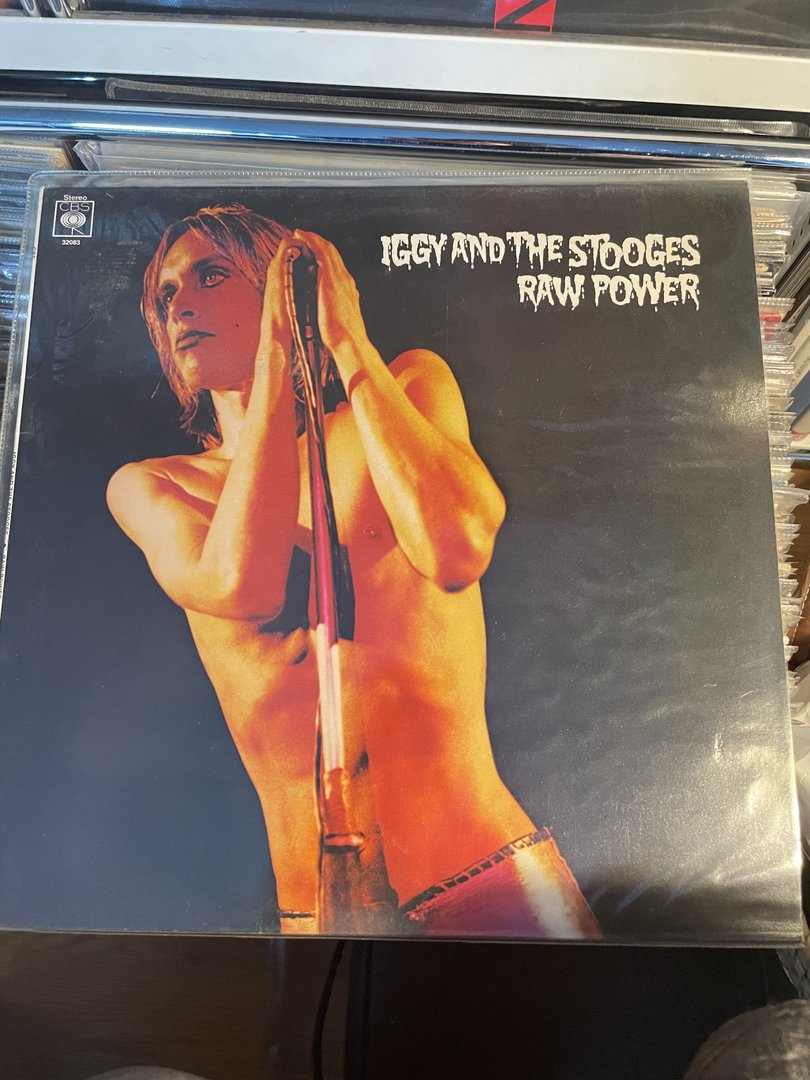 Stereo
CBS
32083
IGGY AND THE STOOGES
RAW POWER